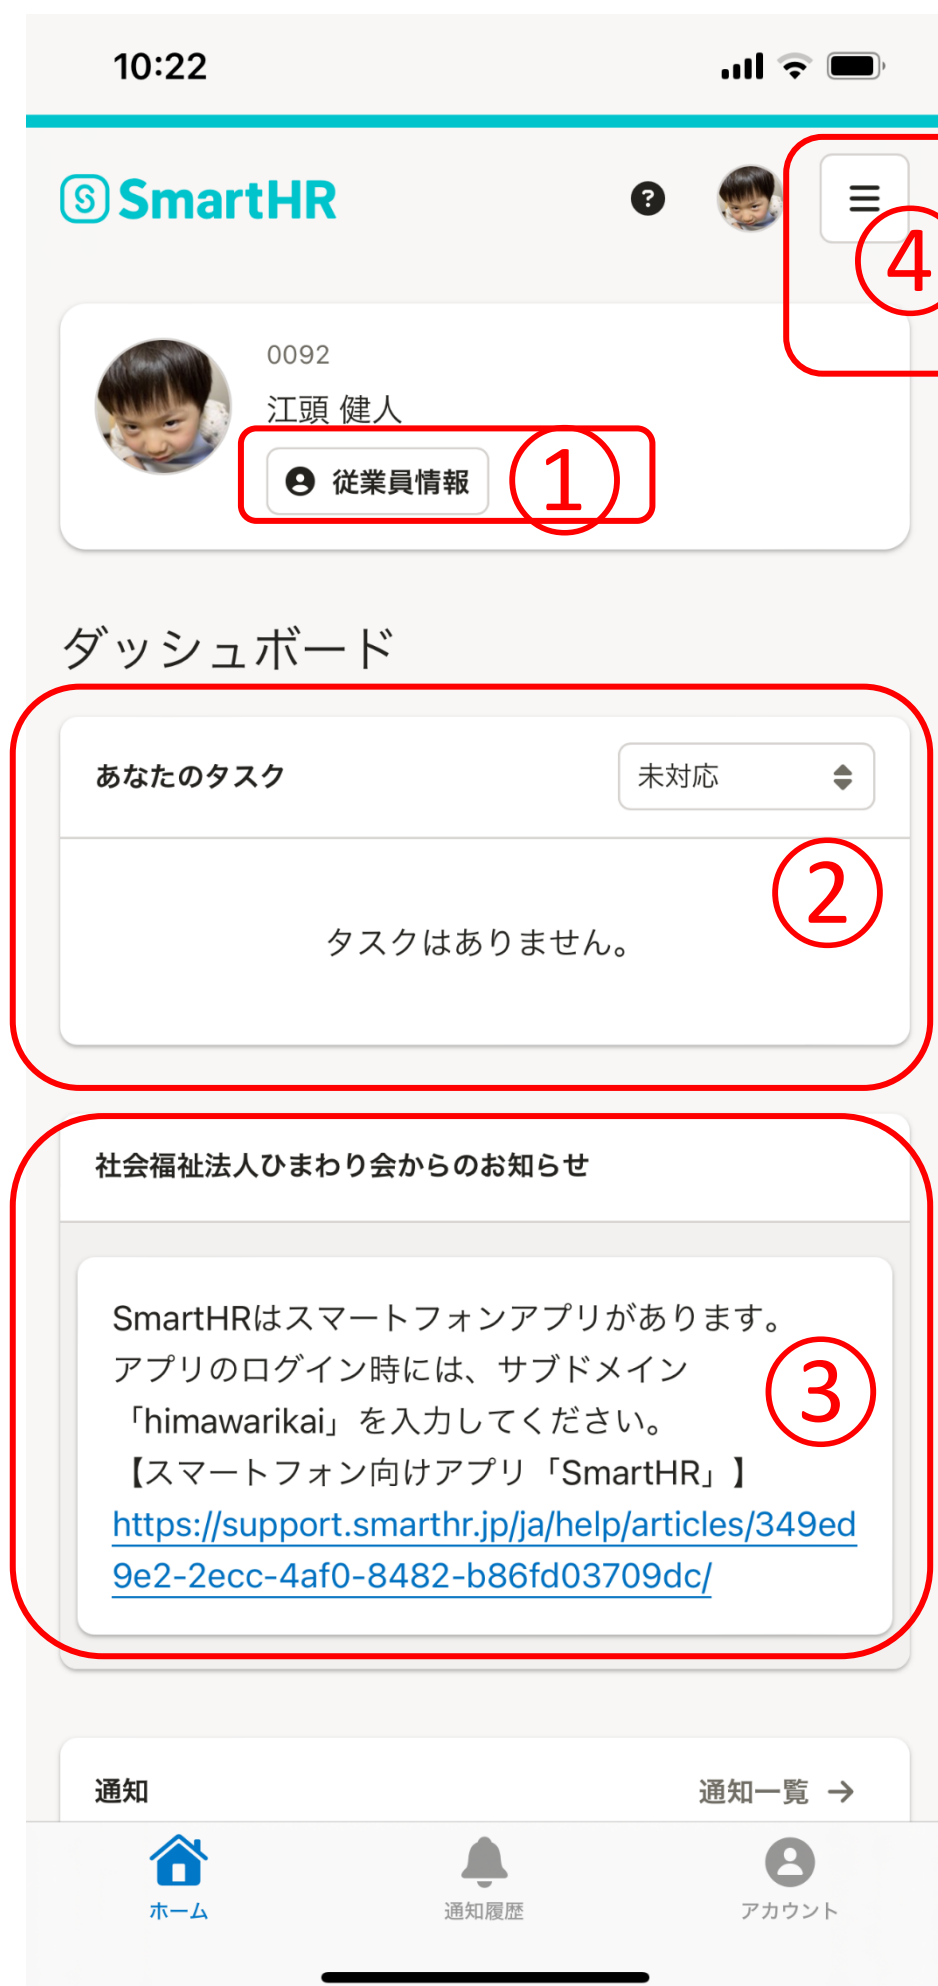 10:22
SmartHR
?
④
0092
江頭 健人
従業員情報
①
ダッシュボード
あなたのタスク
未対応
②
タスクはありません。
社会福祉法人ひまわり会からのお知らせ
SmartHRはスマートフォンアプリがあります。
アプリのログイン時には、サブドメイン
「himawarikai」を入力してください。
③
【スマートフォン向けアプリ「SmartHR」】
https://support.smarthr.jp/ja/help/articles/349ed
9e2-2ecc-4af0-8482-b86fd03709dc/
通知
通知一覧 →
ホーム
通知履歴
アカウント